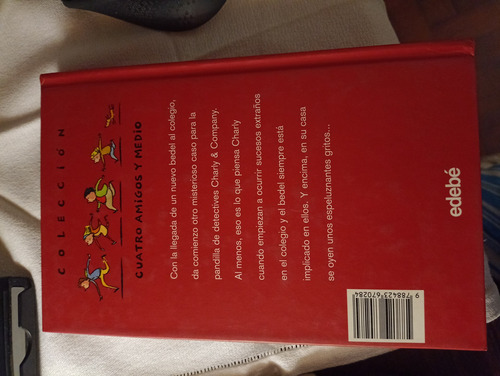 COLECCIÓN
CUATRO AMIGOS Y MEDIO
Con la llegada de un nuevo bedel al colegio,
da comienzo otro misterioso caso para la
pandilla de detectives Charly & Company.
Al menos, eso es lo que piensa Charly
cuando empiezan a ocurrir sucesos extraños
en el colegio y el bedel siempre está
implicado en ellos. Y encima, en su casa
se oyen unos espeluznantes gritos...
edebé
9 788423 670284